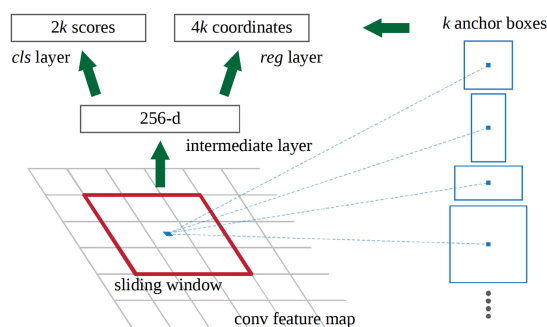 2k scores
4k coordinates
k anchor boxes
cls layer
reg layer
256-d
intermediate layer
sliding window
conv feature map